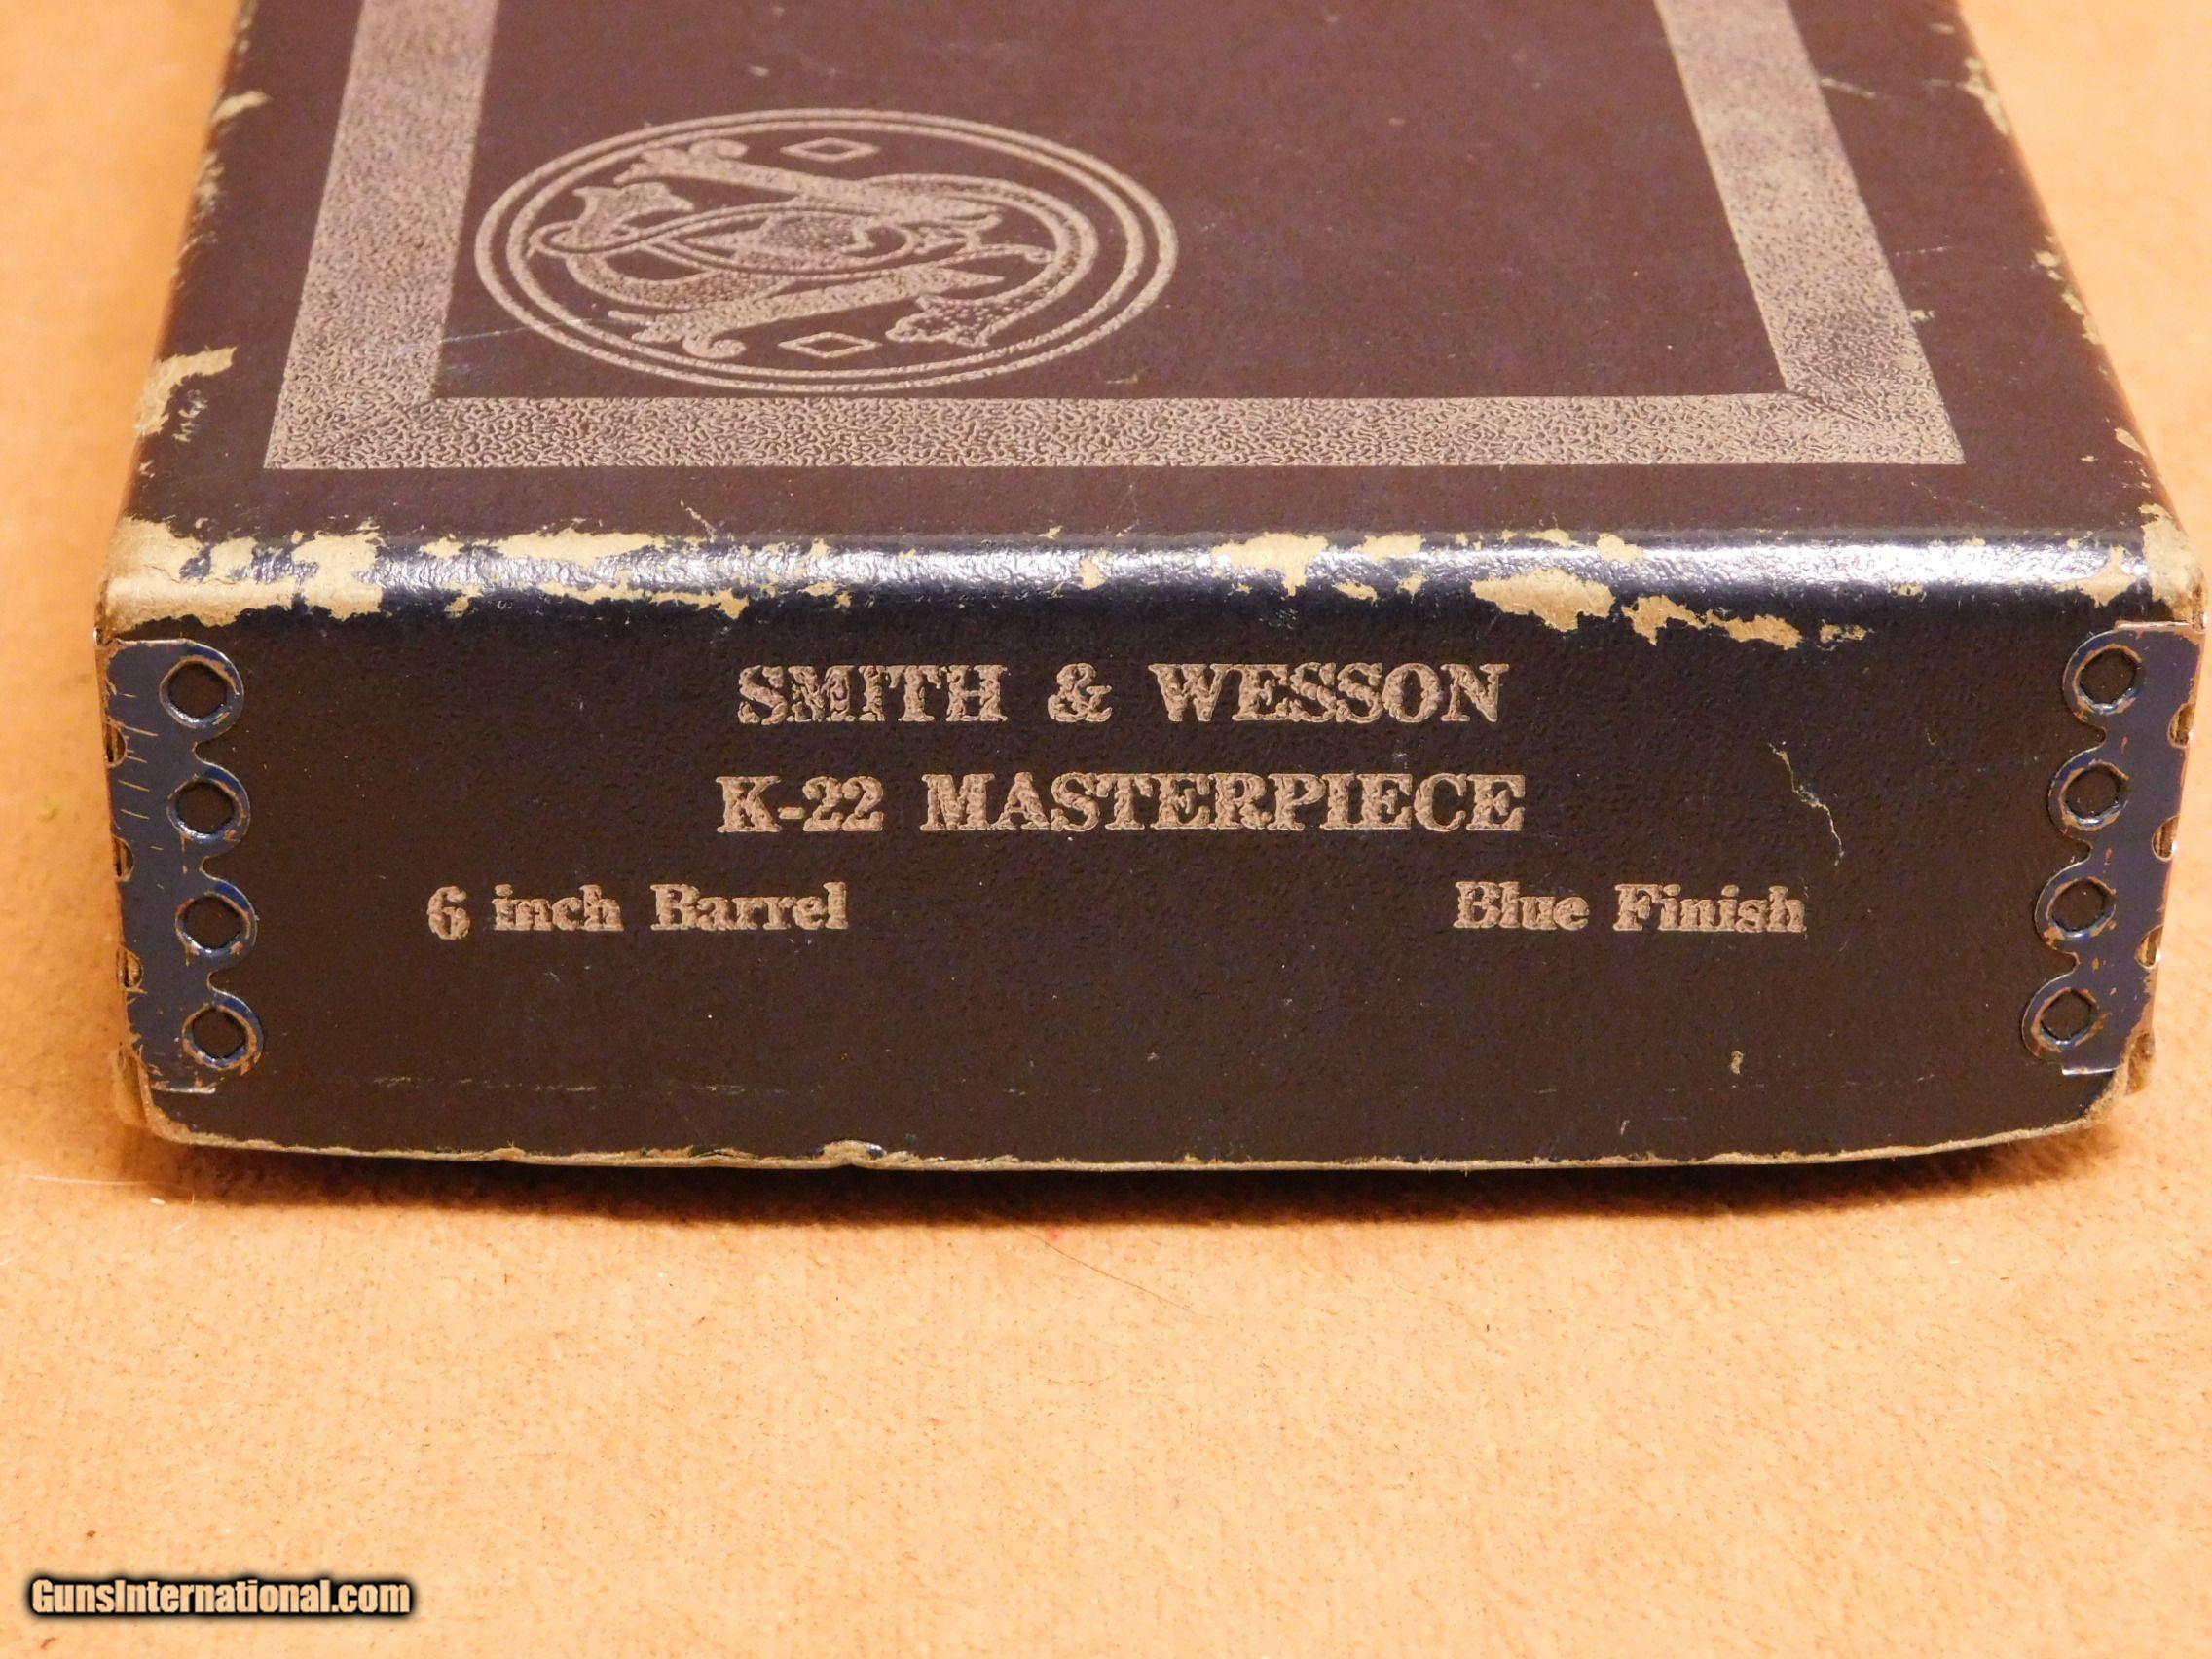 SMITH & WESSON
K-22 MASTERPIECE
6 inch Barrel Blue Finish
GunsInternational.com